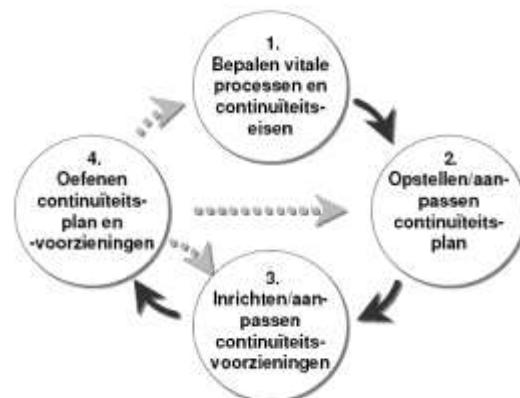 1.
Bepalen vitale
processen en
continuïteits-
eisen
2.
Opstellen/aan-
passen
continuïteits-
plan
3.
Inrichten/aan-
passen
continuïteits-
voorzieningen
4.
Oefenen
continuïteits-
plan en
-voorzieningen